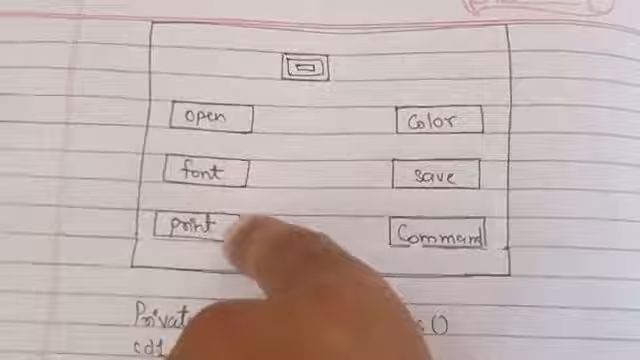 open Color
font save
print Command
Privat ()
cd1